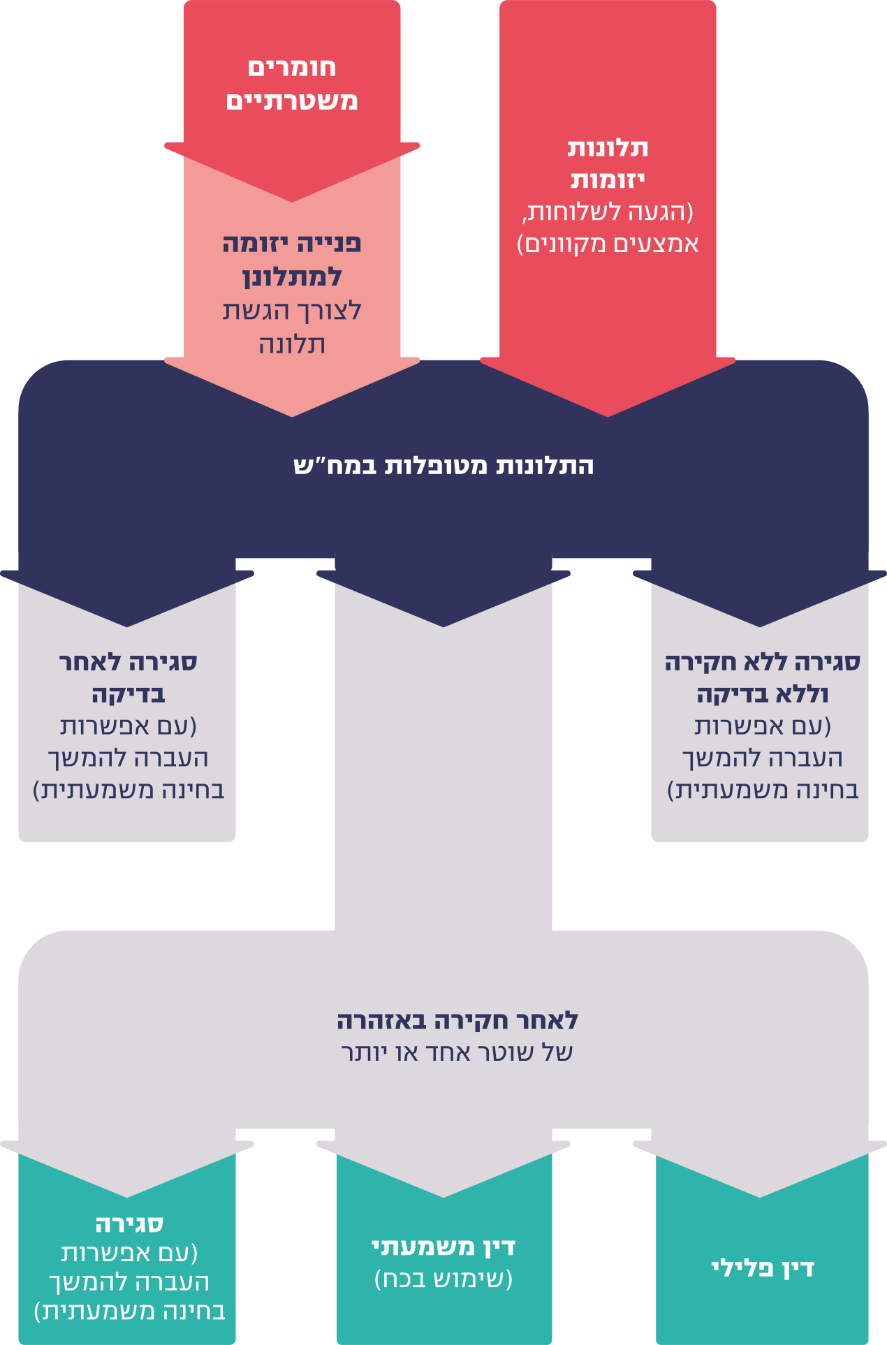 תלונות
יזומות
(הגעה לשלוחות,
אמצעים מקוונים)
חומרים
משטרתיים
פנייה יזומה
למתלונן
לצורך הגשת
תלונה
התלונות מטופלות במח״ש
סגירה ללא חקירה
וללא בדיקה
(עם אפשרות
העברה להמשך
בחינה משמעתית)
סגירה לאחר
בדיקה
(עם אפשרות
העברה להמשך
בחינה משמעתית)
לאחר חקירה באזהרה
של שוטר אחד או יותר
דין פלילי
דין משמעתי
(שימוש בכח)
סגירה
(עם אפשרות
העברה להמשך
בחינה משמעתית)